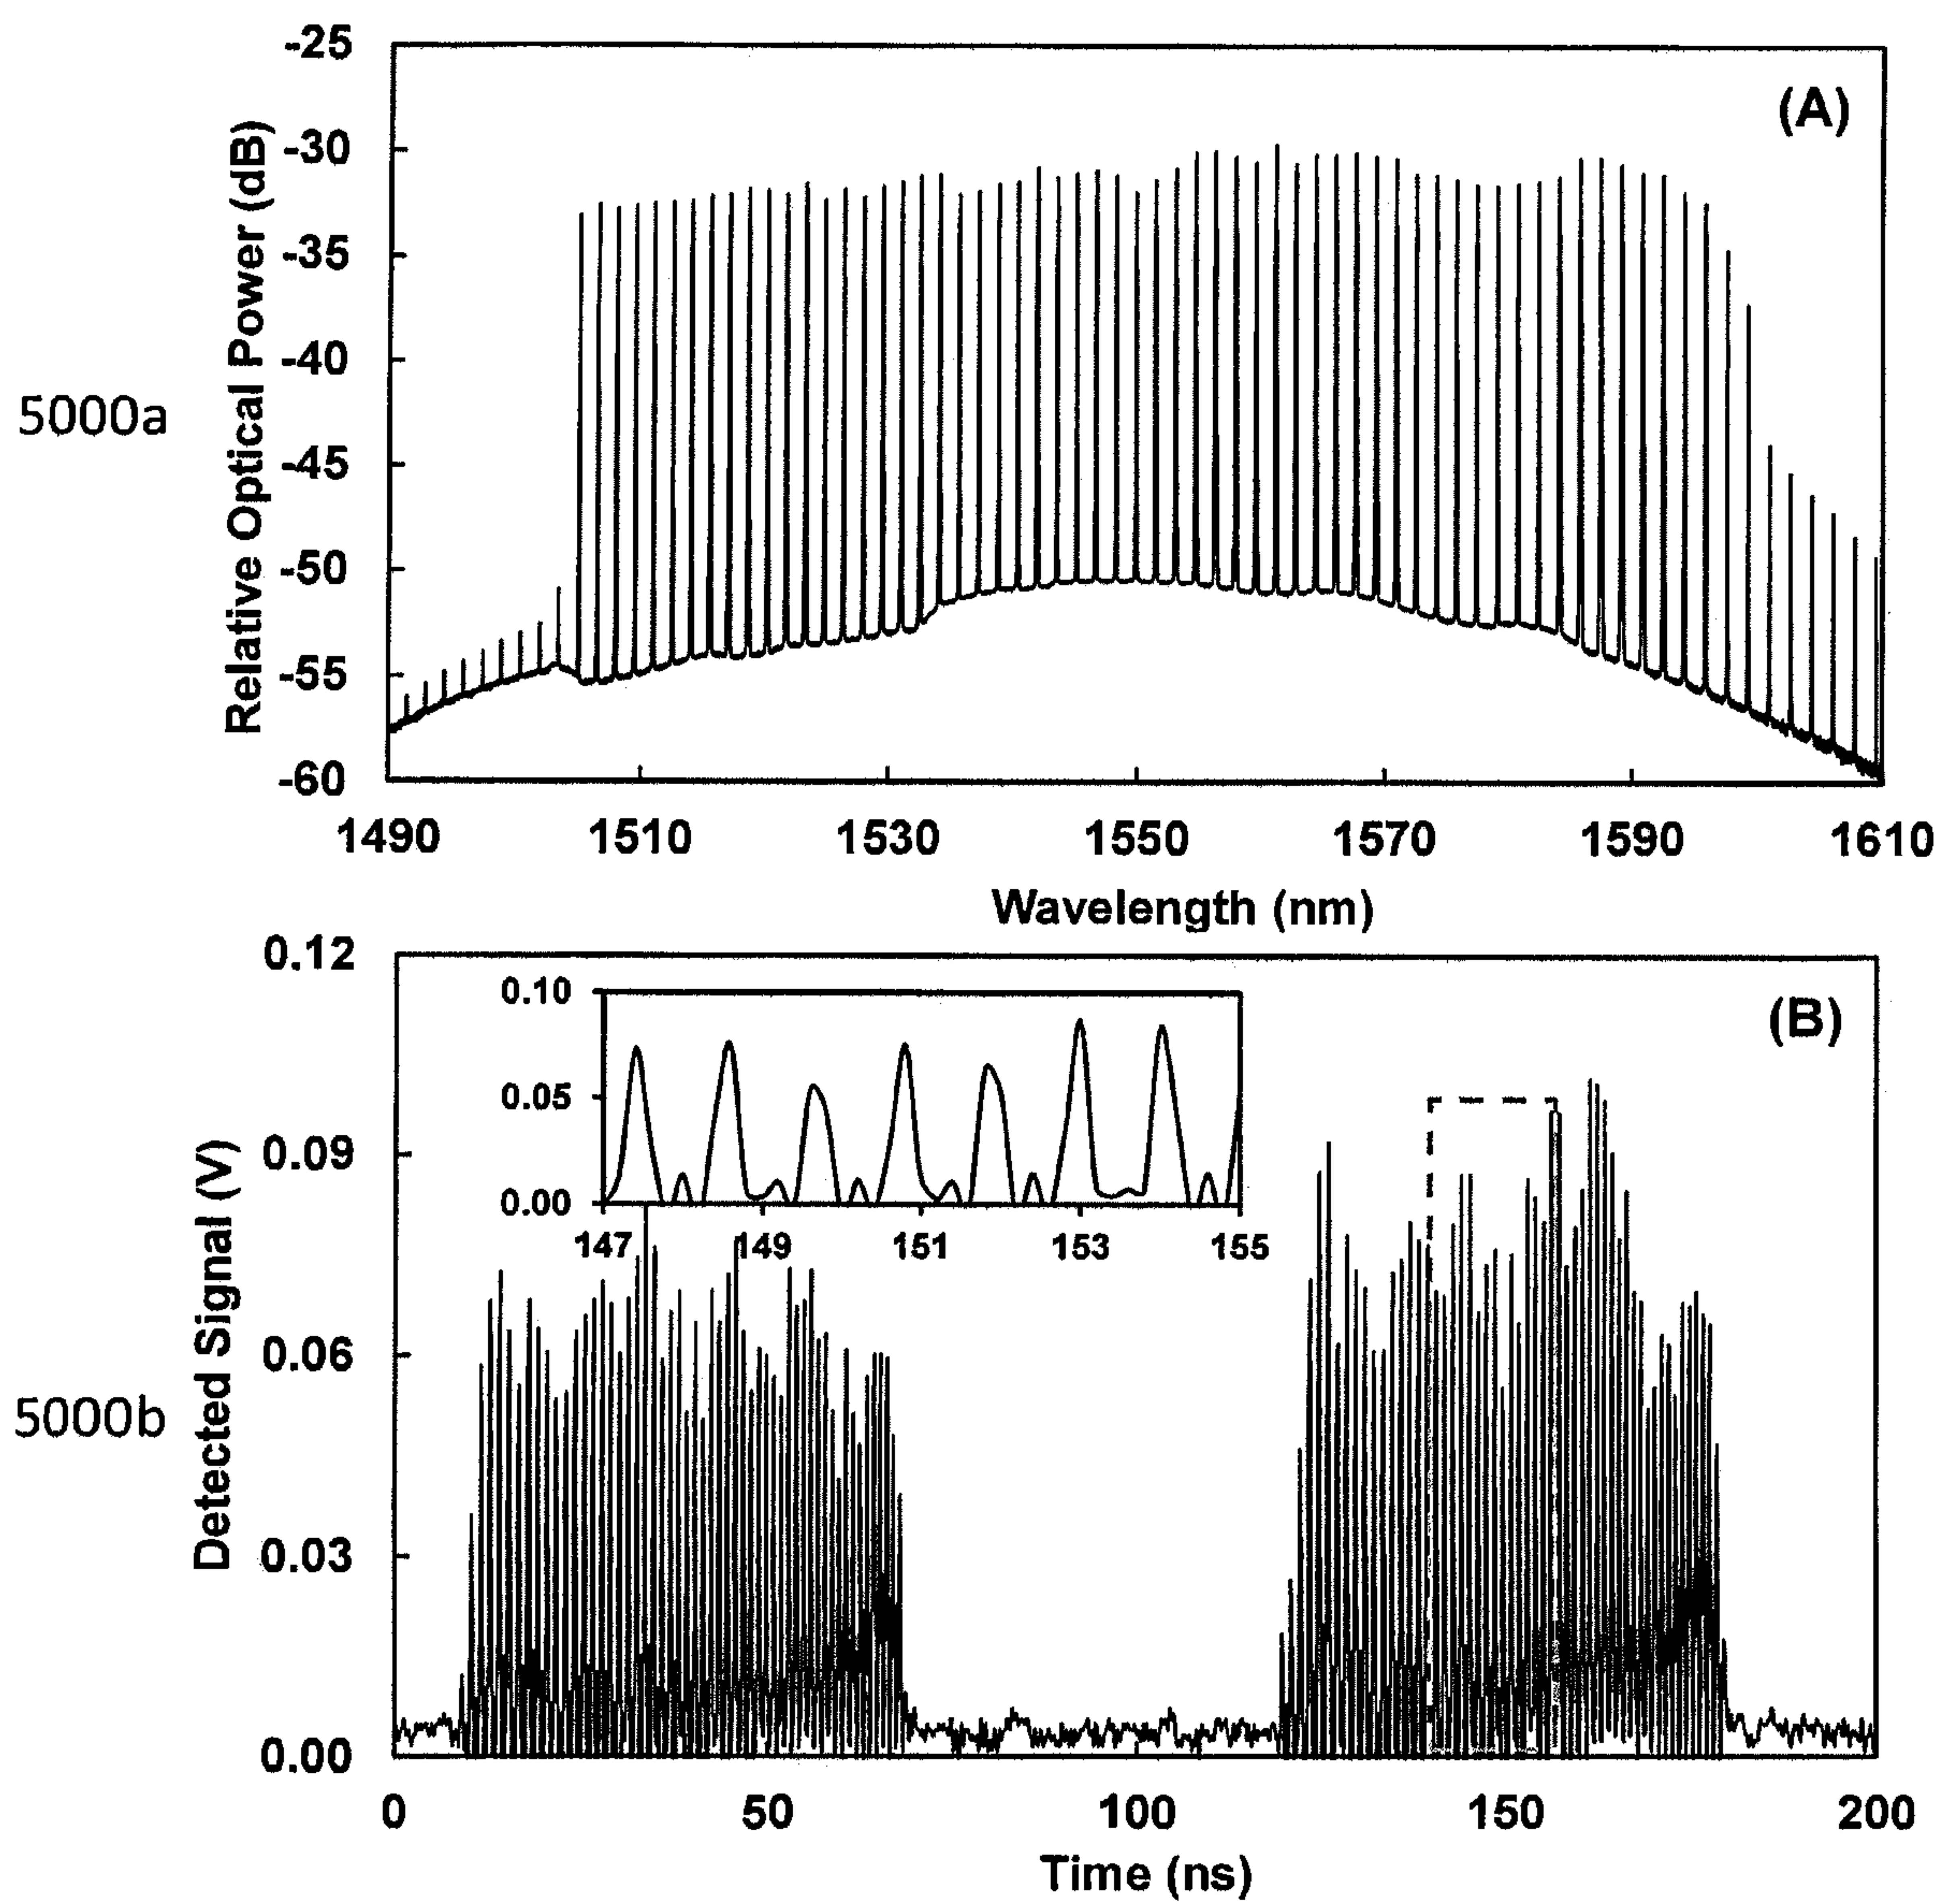 -25
(A)
-30
-35
-40
-45
-50
-55
-60
Relative Optical Power (dB)
5000a
1490 1510 1530 1550 1570 1590 1610
Wavelength (nm)
0.12
(B)
0.10
0.05
0.00
147 149 151 153 155
0.09
0.06
0.03
0.00
Detected Signal (V)
5000b
0 50 100 150 200
Time (ns)